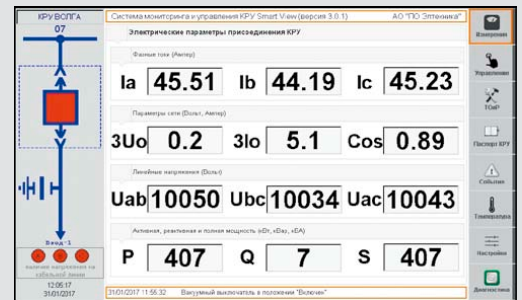 КРУ ВОЛГА
Система мониторинга и управления КРУ Smart View (версия 3.0.1)
АО "ПО Элтехника"
07
Электрические параметры присоединения КРУ
Измерения
Фазные токи (Ампер)
Ia 45.51 Ib 44.19 Ic 45.23
Управление
Параметры сети (Вольт, Ампер)
ТОиР
3Uo 0.2 3Io 5.1 Cos 0.89
Паспорт КРУ
Линейные напряжения (Вольт)
События
Uab 10050 Ubc 10034 Uac 10043
Температура
Активная, реактивная и полная мощность (кВт, кВар, кВА)
Ввод-1
P 407 Q 7 S 407
Настройки
наличие напряжения на
кабельной линии
Диагностика
12:06:17
31/01/2017
31/01/2017 11:55:32 Вакуумный выключатель в положении "Включен"